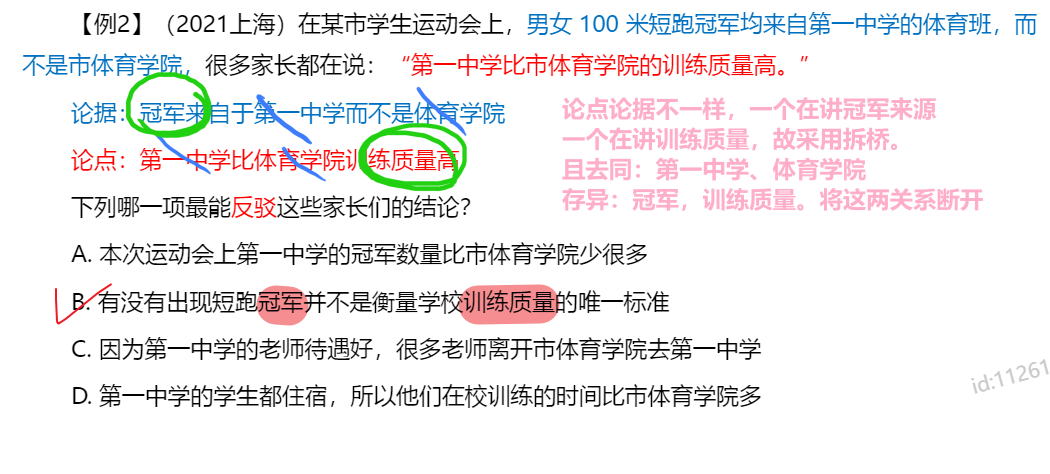 【例2】（2021上海）在某市学生运动会上，男女 100 米短跑冠军均来自第一中学的体育班，而
不是市体育学院，很多家长都在说：“第一中学比市体育学院的训练质量高。”
论据：冠军来自于第一中学而不是体育学院
论点：第一中学比体育学院训练质量高
论点论据不一样，一个在讲冠军来源
一个在讲训练质量，故采用拆桥。
且去同：第一中学、体育学院
存异：冠军，训练质量。将这两关系断开
下列哪一项最能反驳这些家长们的结论？
A. 本次运动会上第一中学的冠军数量比市体育学院少很多
B. 有没有出现短跑冠军并不是衡量学校训练质量的唯一标准
C. 因为第一中学的老师待遇好，很多老师离开市体育学院去第一中学
D. 第一中学的学生都住宿，所以他们在校训练的时间比市体育学院多
id:11261